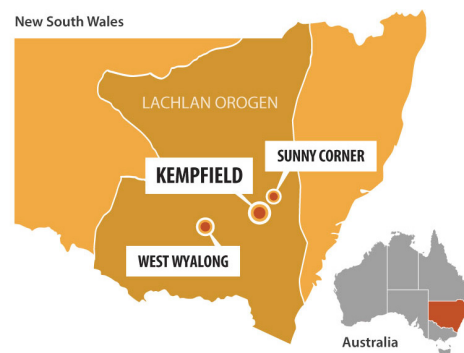 New South Wales
LACHLAN OROGEN
SUNNY CORNER
KEMPFIELD
WEST WYALONG
Australia